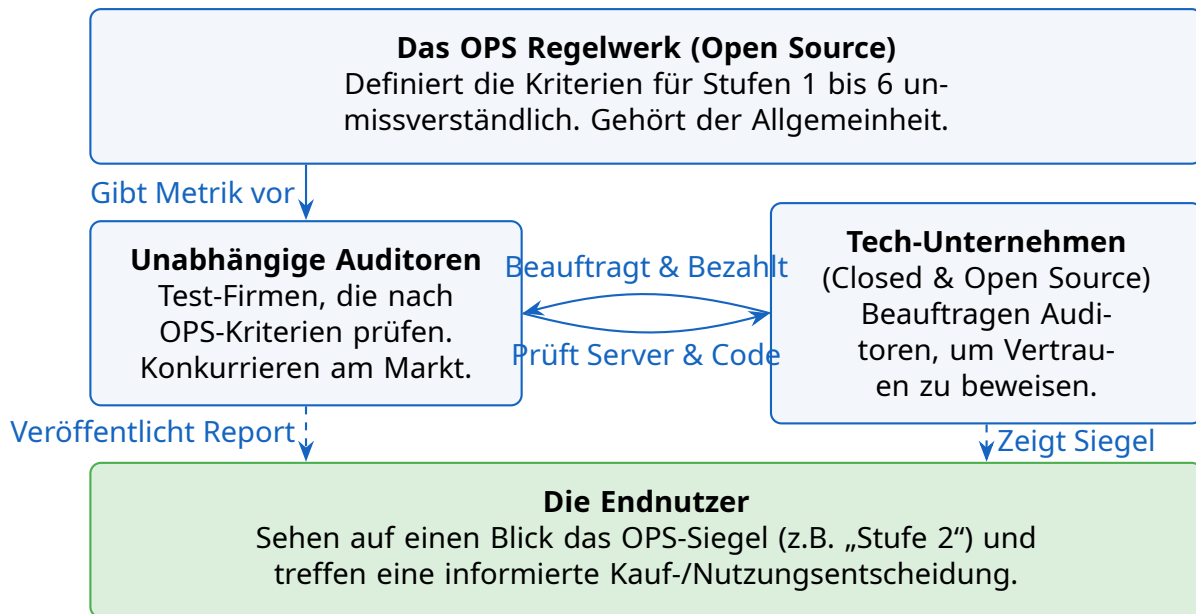 Das OPS Regelwerk (Open Source)
Definiert die Kriterien für Stufen 1 bis 6 un-
missverständlich. Gehört der Allgemeinheit.
Gibt Metrik vor
Unabhängige Auditoren
Test-Firmen, die nach
OPS-Kriterien prüfen.
Konkurrieren am Markt.
Beauftragt & Bezahlt
Prüft Server & Code
Tech-Unternehmen
(Closed & Open Source)
Beauftragen Audi-
toren, um Vertrau-
en zu beweisen.
Veröffentlicht Report
Zeigt Siegel
Die Endnutzer
Sehen auf einen Blick das OPS-Siegel (z.B. „Stufe 2“) und
treffen eine informierte Kauf-/Nutzungsentscheidung.